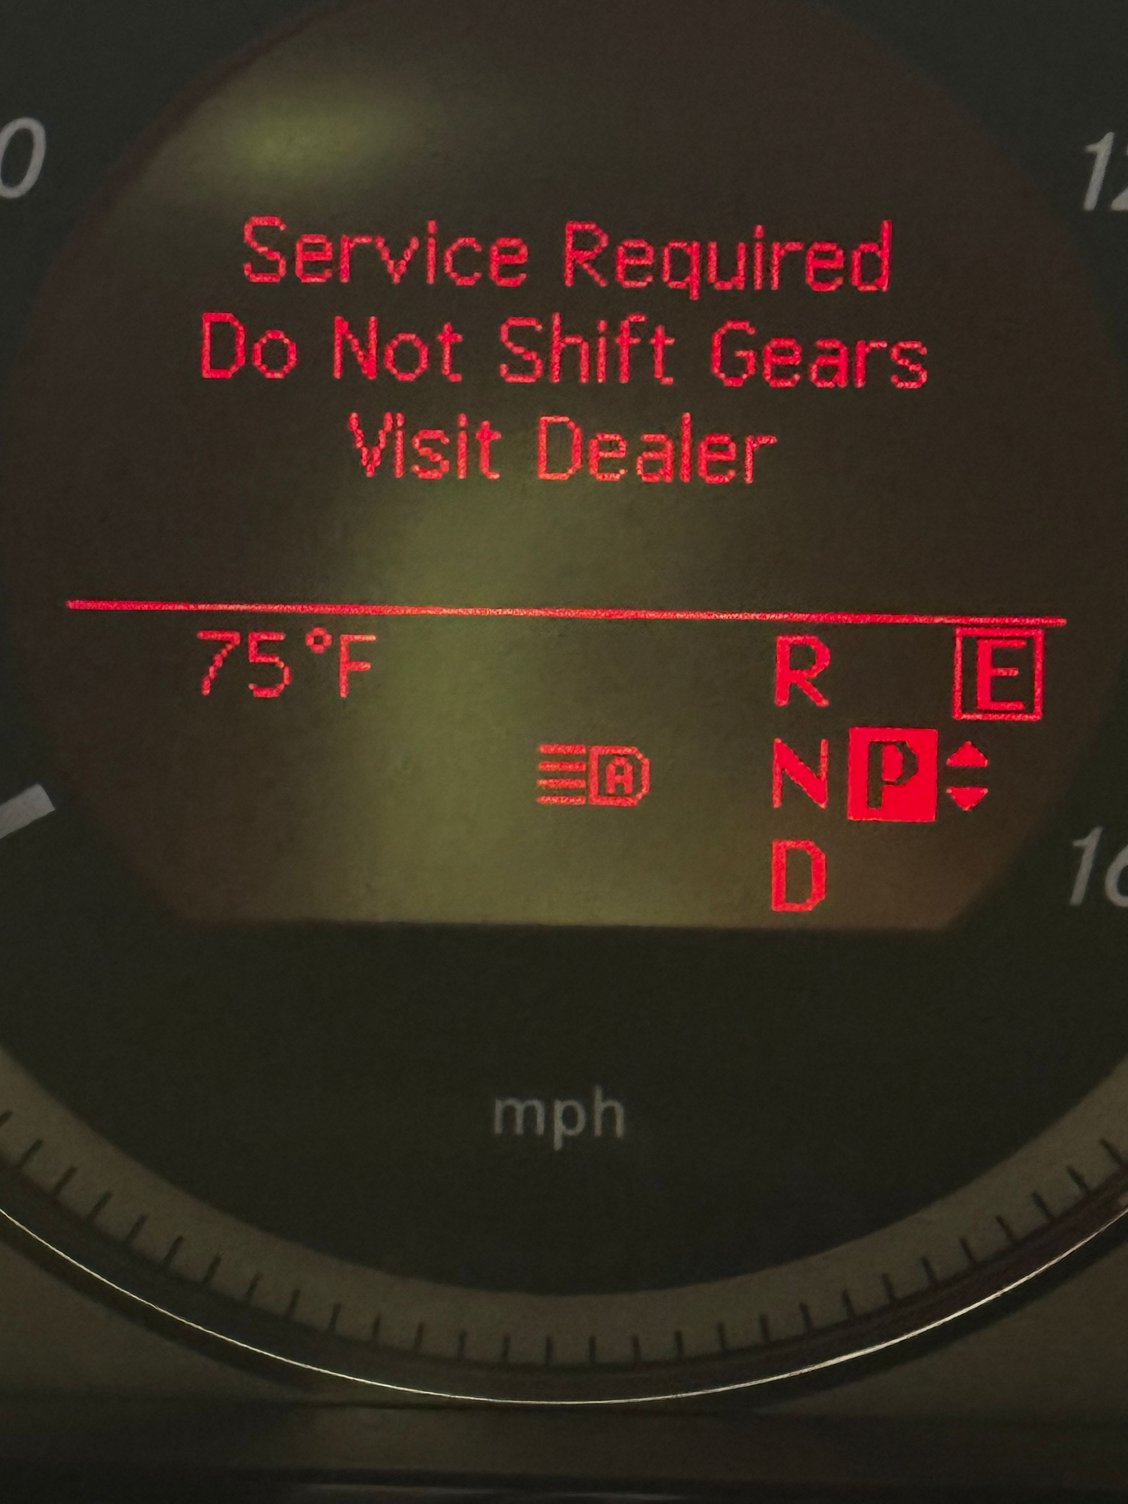 Service Required
Do Not Shift Gears
Visit Dealer
75°F
R E
A N P
D
mph